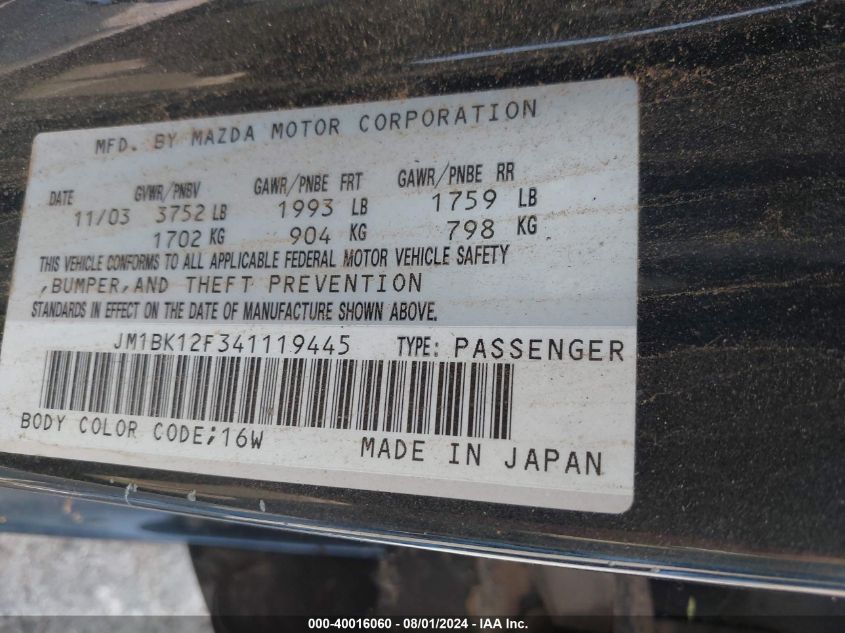 MFD. BY MAZDA MOTOR CORPORATION
DATE GVWR/PNBV GAWR/PNBE FRT GAWR/PNBE RR
11/03 3752 LB 1993 LB 1759 LB
1702 KG 904 KG 798 KG
THIS VEHICLE CONFORMS TO ALL APPLICABLE FEDERAL MOTOR VEHICLE SAFETY
,BUMPER,AND THEFT PREVENTION
STANDARDS IN EFFECT ON THE DATE OF MANUFACTURE SHOWN ABOVE.
JM1BK12F341119445 TYPE: PASSENGER
BODY COLOR CODE;16W MADE IN JAPAN
000-40016060 - 08/01/2024 - IAA Inc.